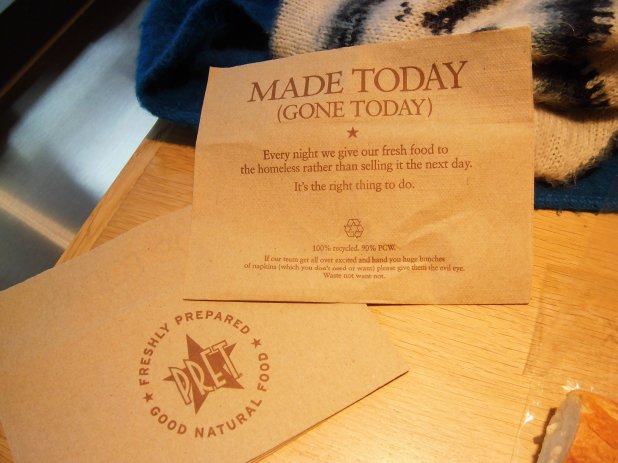 MADE TODAY
(GONE TODAY)
Every night we give our fresh food to
the homeless rather than selling it the next day.
It's the right thing to do.
100% recycled. 90% PCW.
If our team get all over excited and hand you huge bunches
of napkins (which you don't need or want) please give them the evil eye.
Waste not want not.
FRESHLY PREPARED
PRET
GOOD NATURAL FOOD